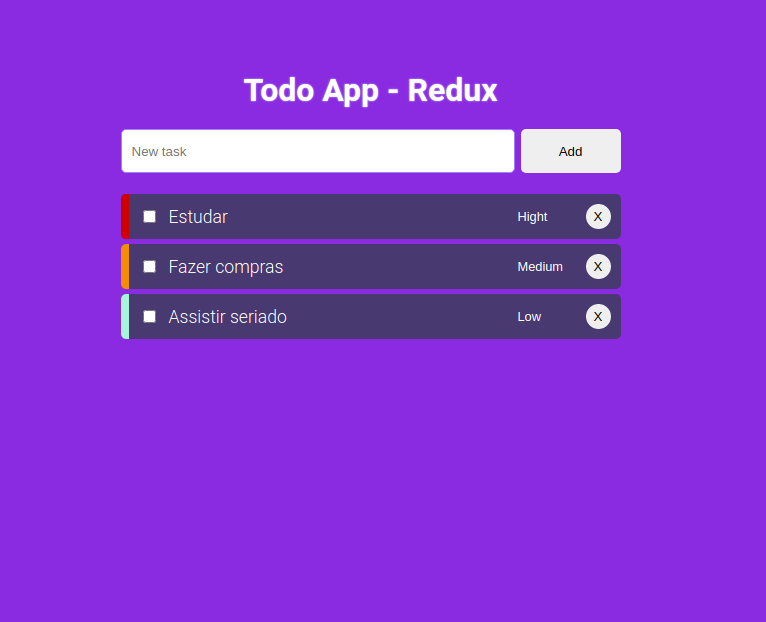 Todo App - Redux
New task Add
Estudar Hight X
Fazer compras Medium X
Assistir seriado Low X